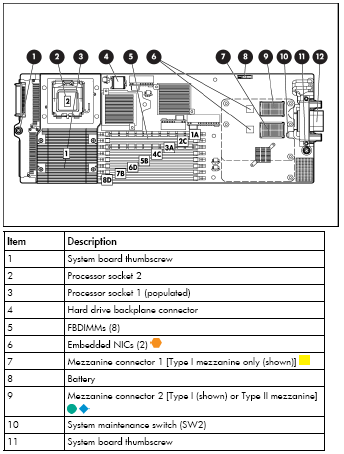 1 2 3 4 5 6 7 8 9 10 11 12
2
1
1A
2C
3A
4C
5B
6D
7B
8D
Item Description
1 System board thumbscrew
2 Processor socket 2
3 Processor socket 1 (populated)
4 Hard drive backplane connector
5 FBDIMMs (8)
6 Embedded NICs (2)
7 Mezzanine connector 1 [Type I mezzanine only (shown)]
8 Battery
9 Mezzanine connector 2 [Type I (shown) or Type II mezzanine]
10 System maintenance switch (SW2)
11 System board thumbscrew